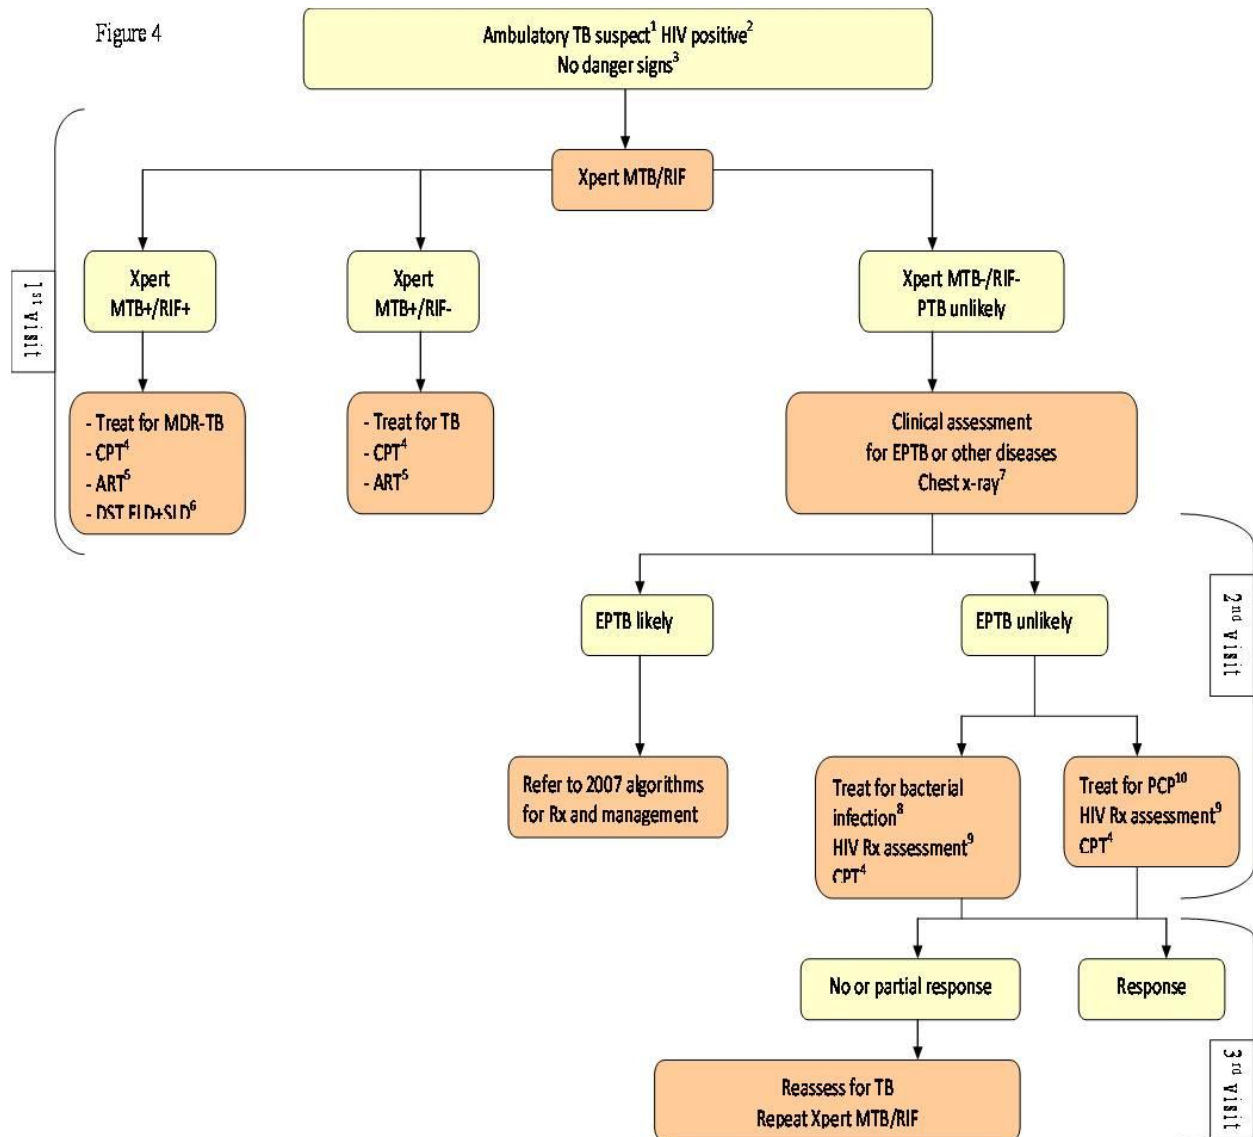 Figure 4
Ambulatory TB suspect¹ HIV positive²
No danger signs³
Xpert MTB/RIF
1st visit
Xpert
MTB+/RIF+
Xpert
MTB+/RIF-
Xpert MTB-/RIF-
PTB unlikely
- Treat for MDR-TB
- CPT⁴
- ART⁵
- DST FLD+SLD⁶
- Treat for TB
- CPT⁴
- ART⁵
Clinical assessment
for EPTB or other diseases
Chest x-ray⁷
2nd visit
EPTB likely
EPTB unlikely
Refer to 2007 algorithms
for Rx and management
Treat for bacterial
infection⁸
HIV Rx assessment⁹
CPT⁴
Treat for PCP¹⁰
HIV Rx assessment⁹
CPT⁴
3rd visit
No or partial response
Response
Reassess for TB
Repeat Xpert MTB/RIF